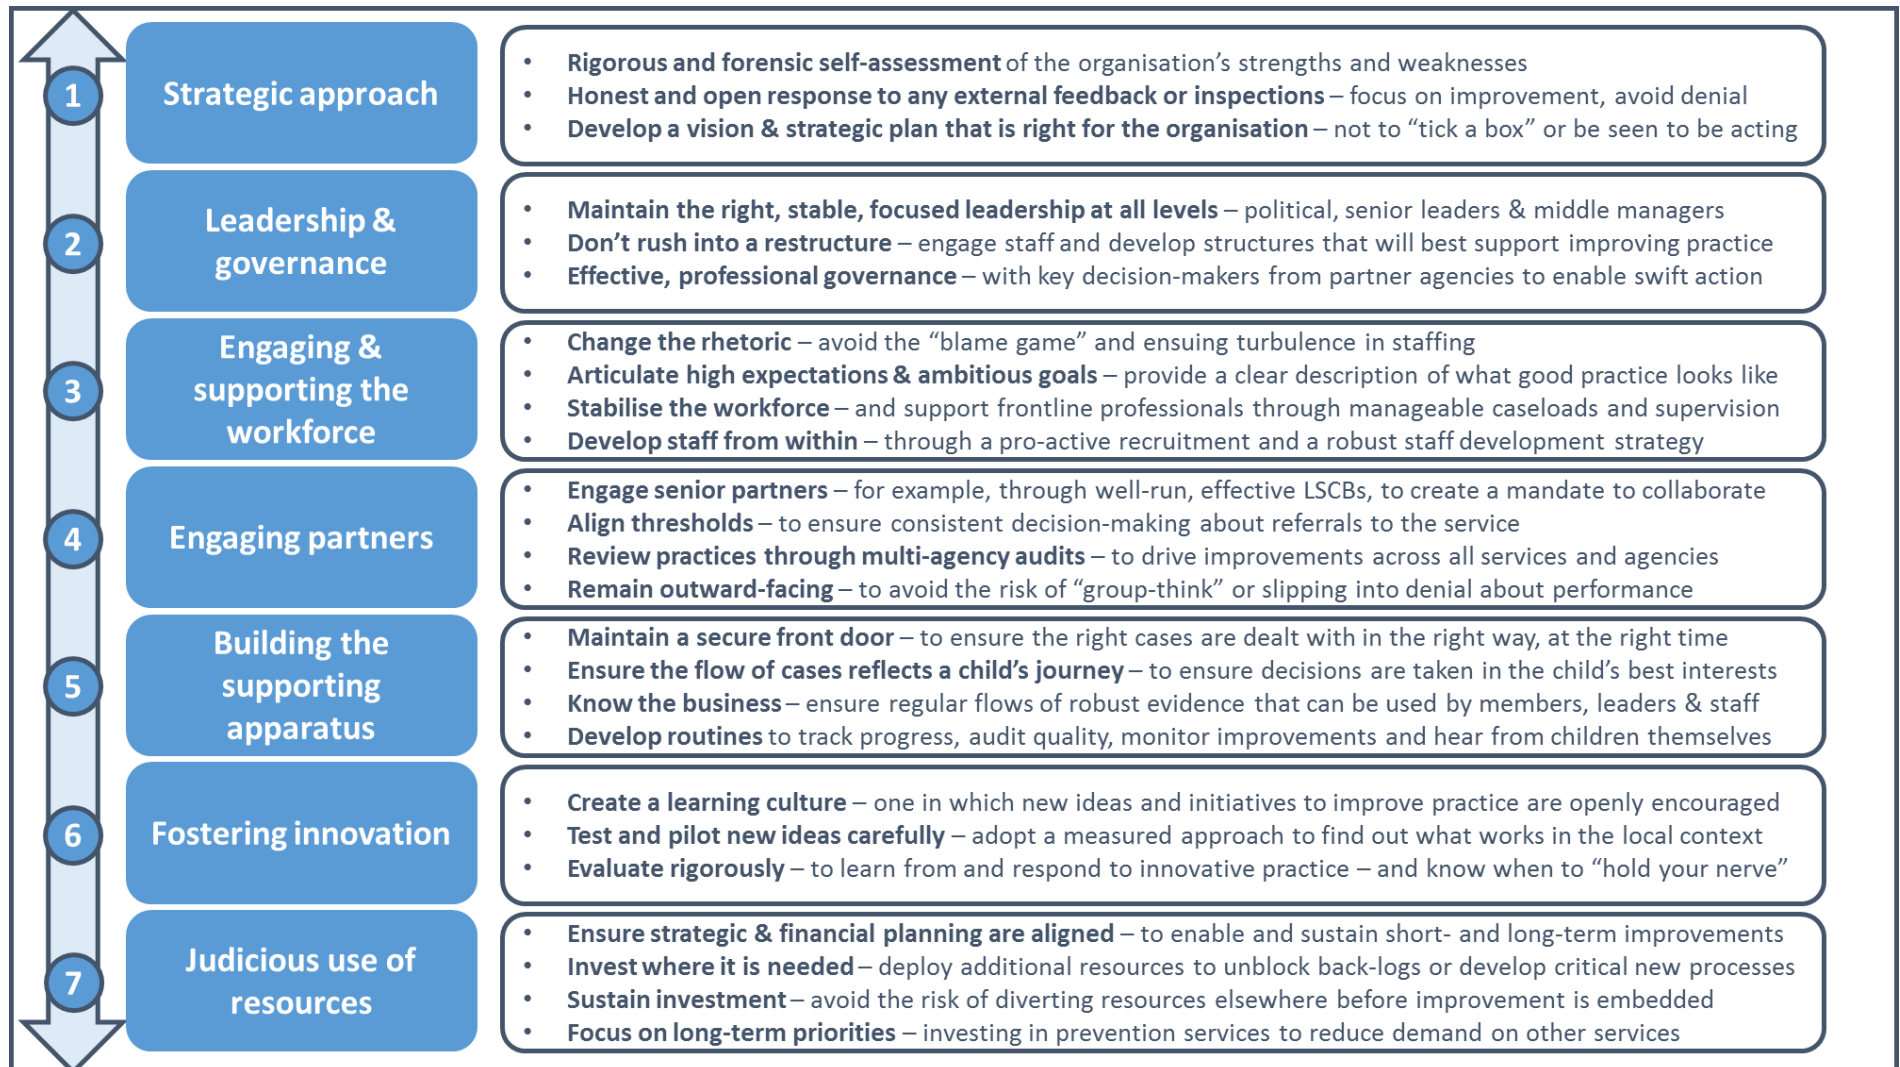 1
Strategic approach
• Rigorous and forensic self-assessment of the organisation’s strengths and weaknesses
• Honest and open response to any external feedback or inspections – focus on improvement, avoid denial
• Develop a vision & strategic plan that is right for the organisation – not to “tick a box” or be seen to be acting
2
Leadership &
governance
• Maintain the right, stable, focused leadership at all levels – political, senior leaders & middle managers
• Don’t rush into a restructure – engage staff and develop structures that will best support improving practice
• Effective, professional governance – with key decision-makers from partner agencies to enable swift action
3
Engaging &
supporting the
workforce
• Change the rhetoric – avoid the “blame game” and ensuing turbulence in staffing
• Articulate high expectations & ambitious goals – provide a clear description of what good practice looks like
• Stabilise the workforce – and support frontline professionals through manageable caseloads and supervision
• Develop staff from within – through a pro-active recruitment and a robust staff development strategy
4
Engaging partners
• Engage senior partners – for example, through well-run, effective LSCBs, to create a mandate to collaborate
• Align thresholds – to ensure consistent decision-making about referrals to the service
• Review practices through multi-agency audits – to drive improvements across all services and agencies
• Remain outward-facing – to avoid the risk of “group-think” or slipping into denial about performance
5
Building the
supporting
apparatus
• Maintain a secure front door – to ensure the right cases are dealt with in the right way, at the right time
• Ensure the flow of cases reflects a child’s journey – to ensure decisions are taken in the child’s best interests
• Know the business – ensure regular flows of robust evidence that can be used by members, leaders & staff
• Develop routines to track progress, audit quality, monitor improvements and hear from children themselves
6
Fostering innovation
• Create a learning culture – one in which new ideas and initiatives to improve practice are openly encouraged
• Test and pilot new ideas carefully – adopt a measured approach to find out what works in the local context
• Evaluate rigorously – to learn from and respond to innovative practice – and know when to “hold your nerve”
7
Judicious use of
resources
• Ensure strategic & financial planning are aligned – to enable and sustain short- and long-term improvements
• Invest where it is needed – deploy additional resources to unblock back-logs or develop critical new processes
• Sustain investment – avoid the risk of diverting resources elsewhere before improvement is embedded
• Focus on long-term priorities – investing in prevention services to reduce demand on other services